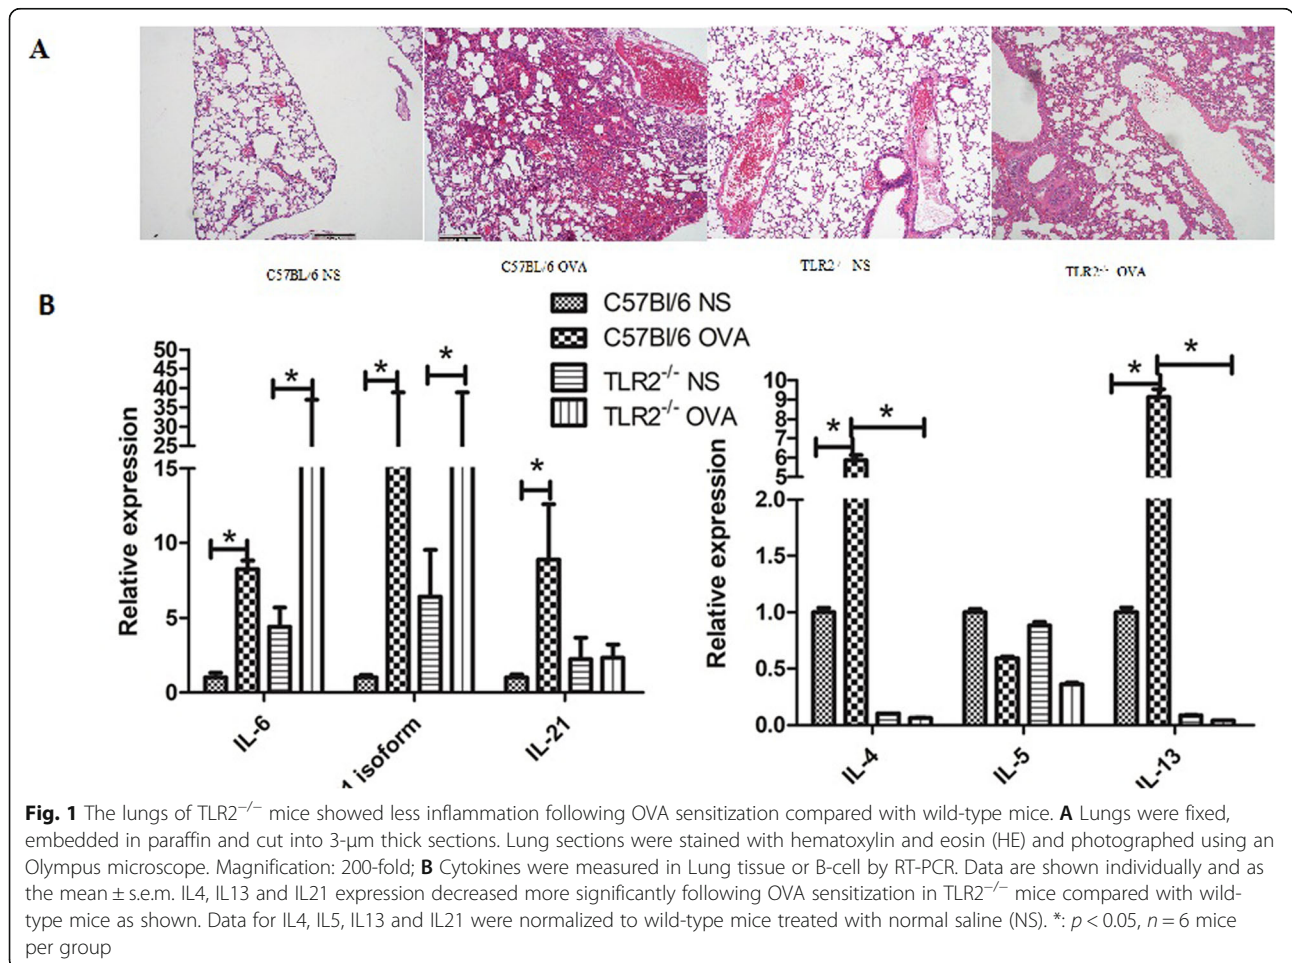 A
C57BL/6 NS
C57BL/6 OVA
TLR2-/- NS
TLR2-/- OVA
B
C57Bl/6 NS
C57Bl/6 OVA
TLR2-/- NS
TLR2-/- OVA
Relative expression
50
45
40
35
30
25
15
10
5
0
*
*
*
*
*
IL-6
1 isoform
IL-21
Relative expression
10
9
8
7
6
5
2.0
1.5
1.0
0.5
0.0
*
*
*
*
IL-4
IL-5
IL-13
Fig. 1 The lungs of TLR2−/− mice showed less inflammation following OVA sensitization compared with wild-type mice. A Lungs were fixed,
embedded in paraffin and cut into 3-μm thick sections. Lung sections were stained with hematoxylin and eosin (HE) and photographed using an
Olympus microscope. Magnification: 200-fold; B Cytokines were measured in Lung tissue or B-cell by RT-PCR. Data are shown individually and as
the mean ± s.e.m. IL4, IL13 and IL21 expression decreased more significantly following OVA sensitization in TLR2−/− mice compared with wild-
type mice as shown. Data for IL4, IL5, IL13 and IL21 were normalized to wild-type mice treated with normal saline (NS). *: p < 0.05, n = 6 mice
per group